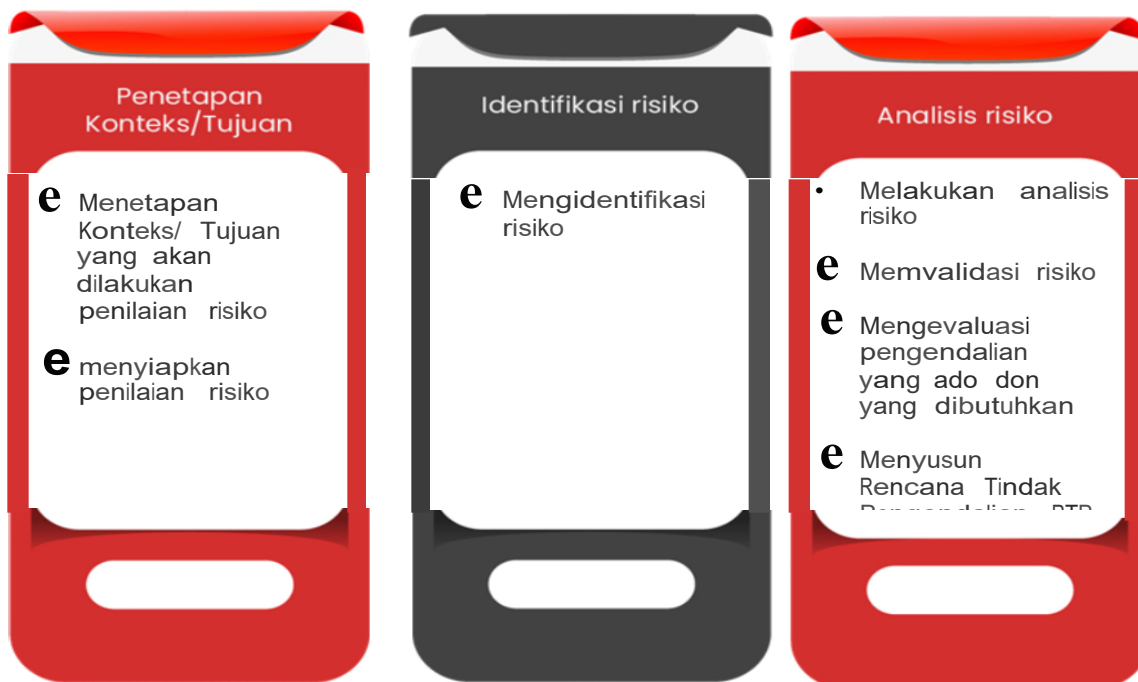 Penetapan
Konteks/Tujuan
e Menetapan
Konteks/ Tujuan
yang akan
dilakukan
penilaian risiko
e menyiapkan
penilaian risiko
Identifikasi risiko
e Mengidentifikasi
risiko
Analisis risiko
• Melakukan analisis
risiko
e Memvalidasi risiko
e Mengevaluasi
pengendalian
yang ado don
yang dibutuhkan
e Menyusun
Rencana Tindak